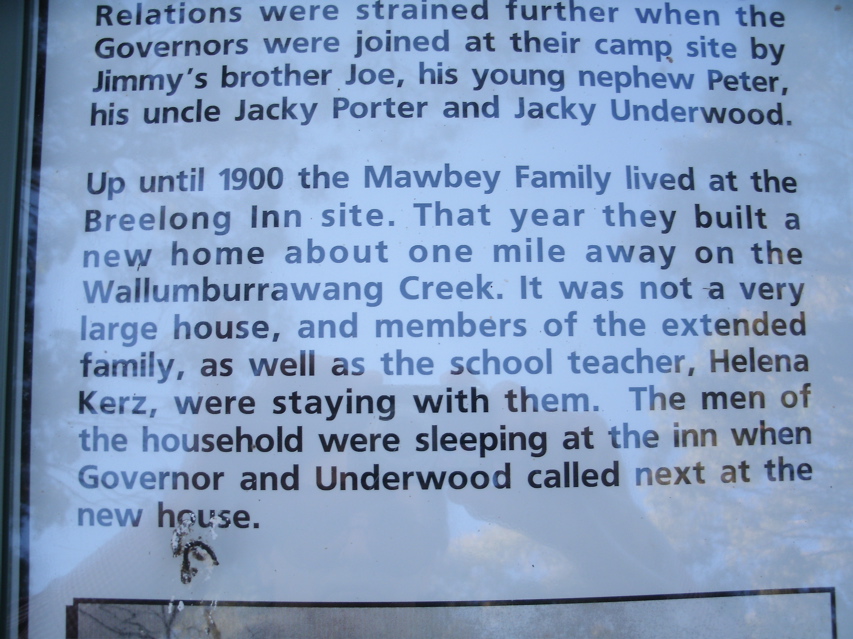 Relations were strained further when the
Governors were joined at their camp site by
Jimmy's brother Joe, his young nephew Peter,
his uncle Jacky Porter and Jacky Underwood.
Up until 1900 the Mawbey Family lived at the
Breelong Inn site. That year they built a
new home about one mile away on the
Wallumburrawang Creek. It was not a very
large house, and members of the extended
family, as well as the school teacher, Helena
Kerz, were staying with them. The men of
the household were sleeping at the inn when
Governor and Underwood called next at the
new house.